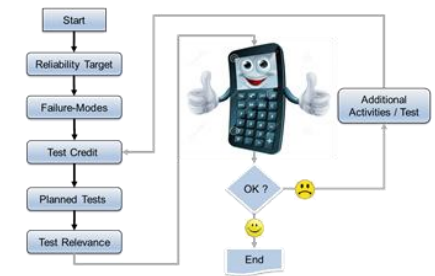 Start
Reliability Target
Failure-Modes
Test Credit
Planned Tests
Test Relevance
OK ?
End
Additional
Activities / Test